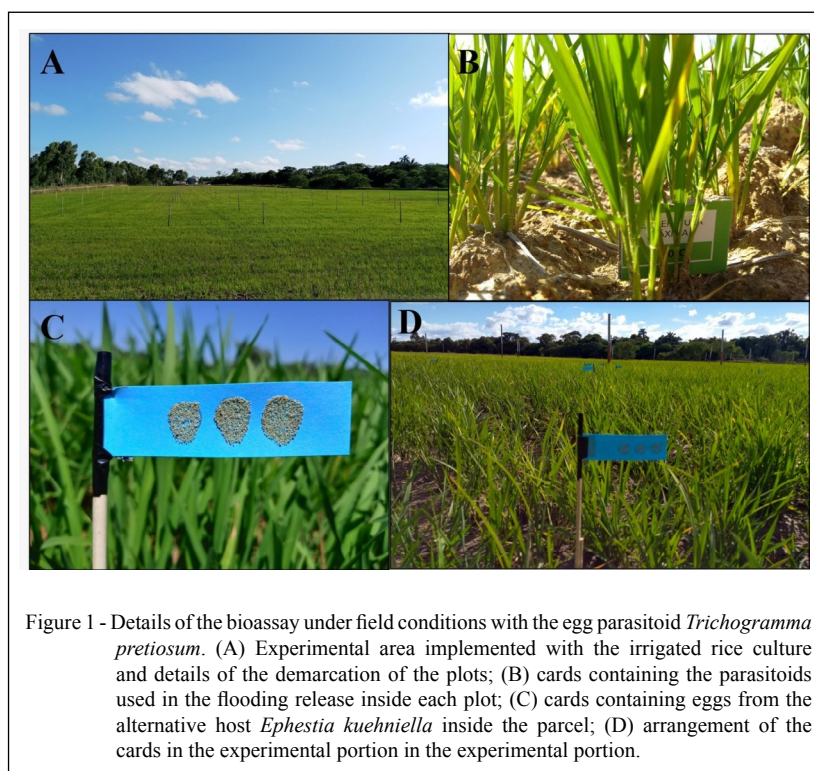 A
B
C
D
Figure 1 - Details of the bioassay under field conditions with the egg parasitoid Trichogramma
pretiosum. (A) Experimental area implemented with the irrigated rice culture
and details of the demarcation of the plots; (B) cards containing the parasitoids
used in the flooding release inside each plot; (C) cards containing eggs from the
alternative host Ephestia kuehniella inside the parcel; (D) arrangement of the
cards in the experimental portion in the experimental portion.